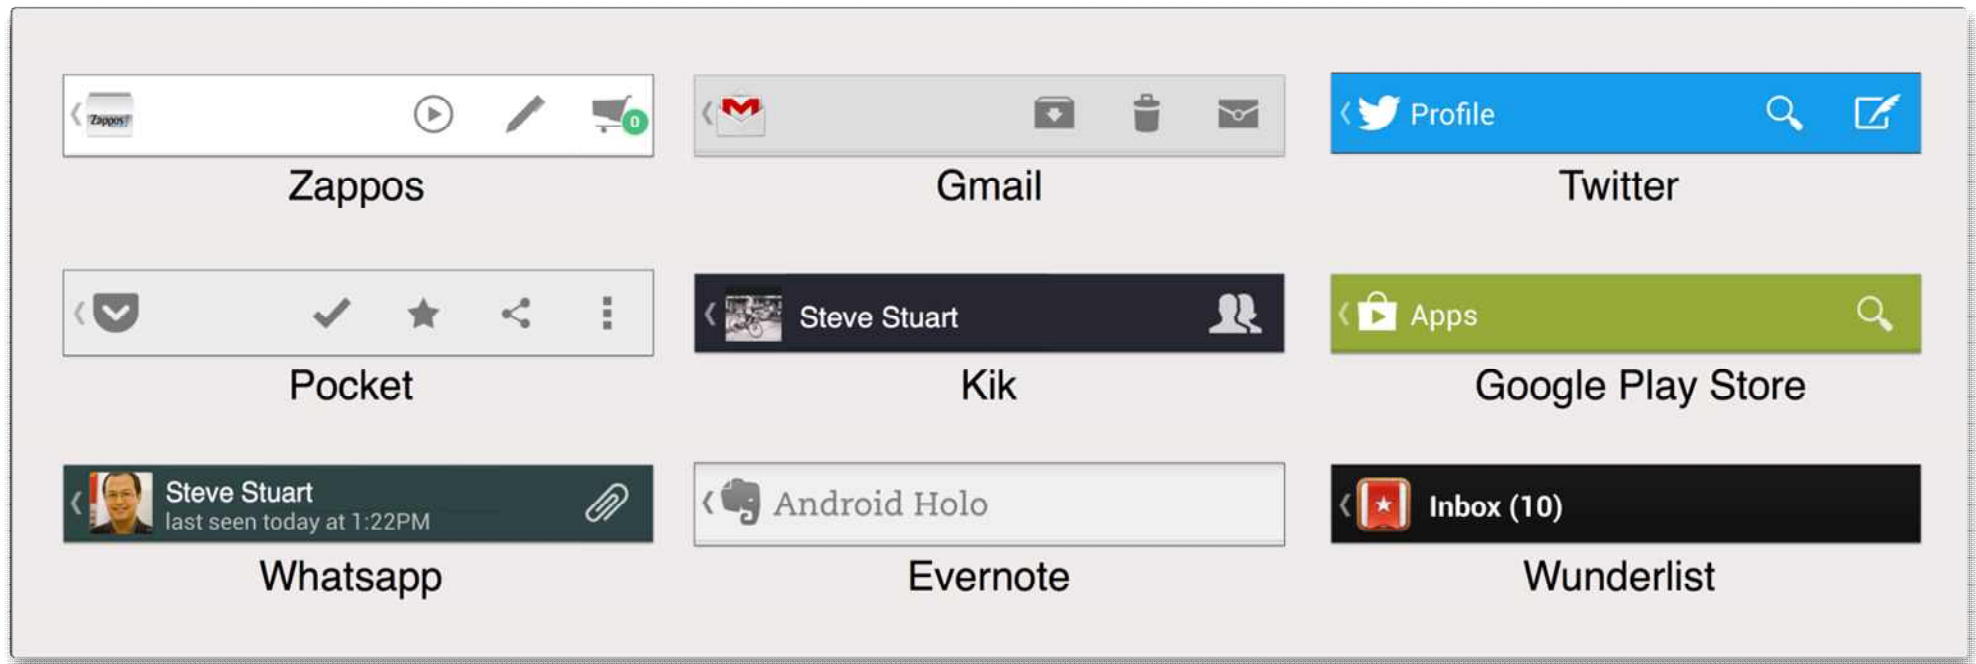 Zappos!
0
Zappos
Gmail
Profile
Twitter
Pocket
Steve Stuart
Kik
Apps
Google Play Store
Steve Stuart
last seen today at 1:22PM
Whatsapp
Android Holo
Evernote
Inbox (10)
Wunderlist